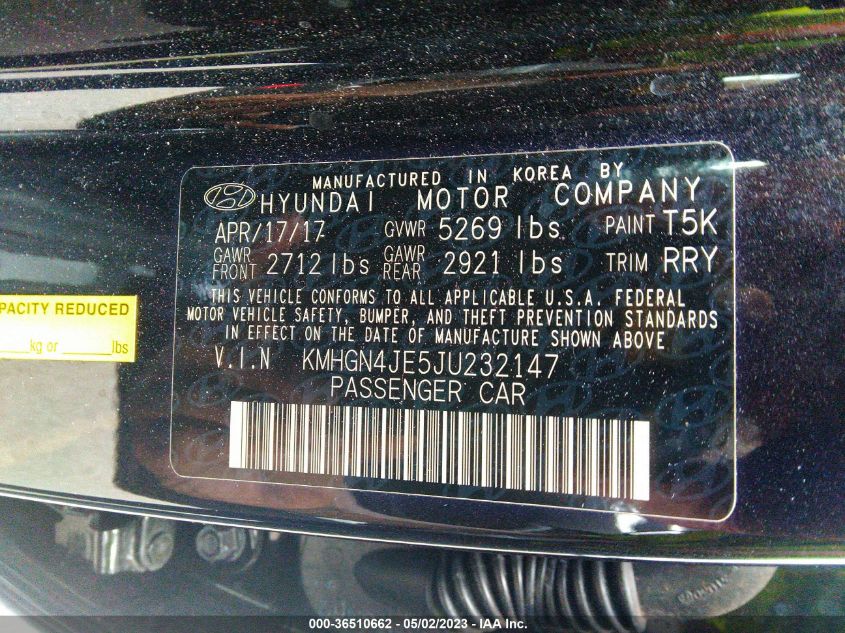 MANUFACTURED IN KOREA BY
HYUNDAI MOTOR COMPANY
APR/17/17 GVWR 5269 lbs PAINT T5K
GAWR FRONT 2712 lbs GAWR REAR 2921 lbs TRIM RRY
THIS VEHICLE CONFORMS TO ALL APPLICABLE U.S.A. FEDERAL
MOTOR VEHICLE SAFETY, BUMPER, AND THEFT PREVENTION STANDARDS
IN EFFECT ON THE DATE OF MANUFACTURE SHOWN ABOVE
V.I.N KMHGN4JE5JU232147
PASSENGER CAR
PACITY REDUCED
kg or lbs
000-36510662 - 05/02/2023 - IAA Inc.